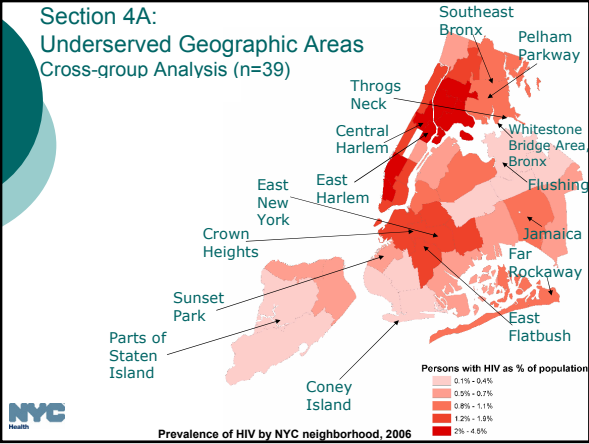 Section 4A:
Underserved Geographic Areas
Cross-group Analysis (n=39)
Southeast
Bronx
Pelham
Parkway
Throgs
Neck
Central
Harlem
Whitestone
Bridge Area,
Bronx
East
Harlem
Flushing
East
New
York
Crown
Heights
Jamaica
Far
Rockaway
Sunset
Park
East
Flatbush
Parts of
Staten
Island
Coney
Island
Persons with HIV as % of population
0.1% - 0.4%
0.5% - 0.7%
0.8% - 1.1%
1.2% - 1.9%
2% - 4.5%
NYC
Health
Prevalence of HIV by NYC neighborhood, 2006